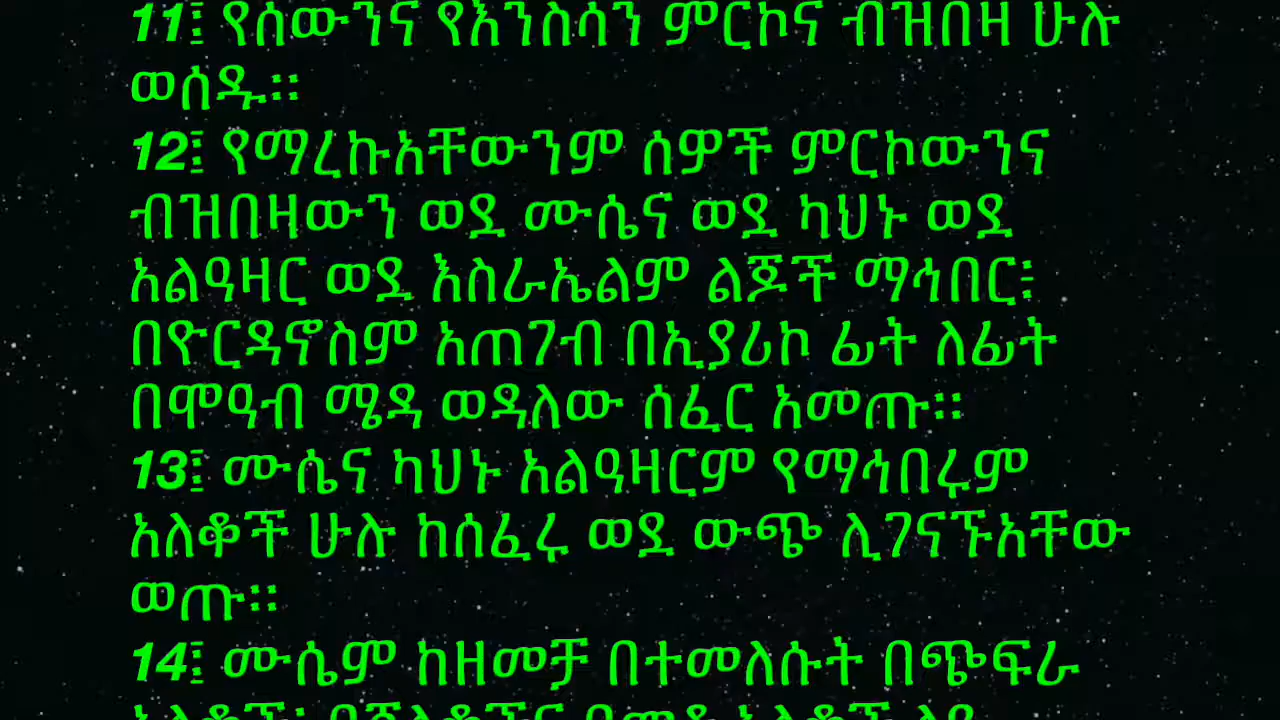 11፤ የሰውንና የእንስሳን ምርኮና ብዝበዛ ሁሉ
ወሰዱ።
12፤ የማረኩአቸውንም ሰዎች ምርኮውንና
ብዝበዛውን ወደ ሙሴና ወደ ካህኑ ወደ
አልዓዛር ወደ እስራኤልም ልጆች ማኅበር፥
በዮርዳኖስም አጠገብ በኢያሪኮ ፊት ለፊት
በሞዓብ ሜዳ ወዳለው ሰፈር አመጡ።
13፤ ሙሴና ካህኑ አልዓዛርም የማኅበሩም
አለቆች ሁሉ ከሰፈሩ ወደ ውጭ ሊገናኙአቸው
ወጡ።
14፤ ሙሴም ከዘመቻ በተመለሱት በጭፍራ